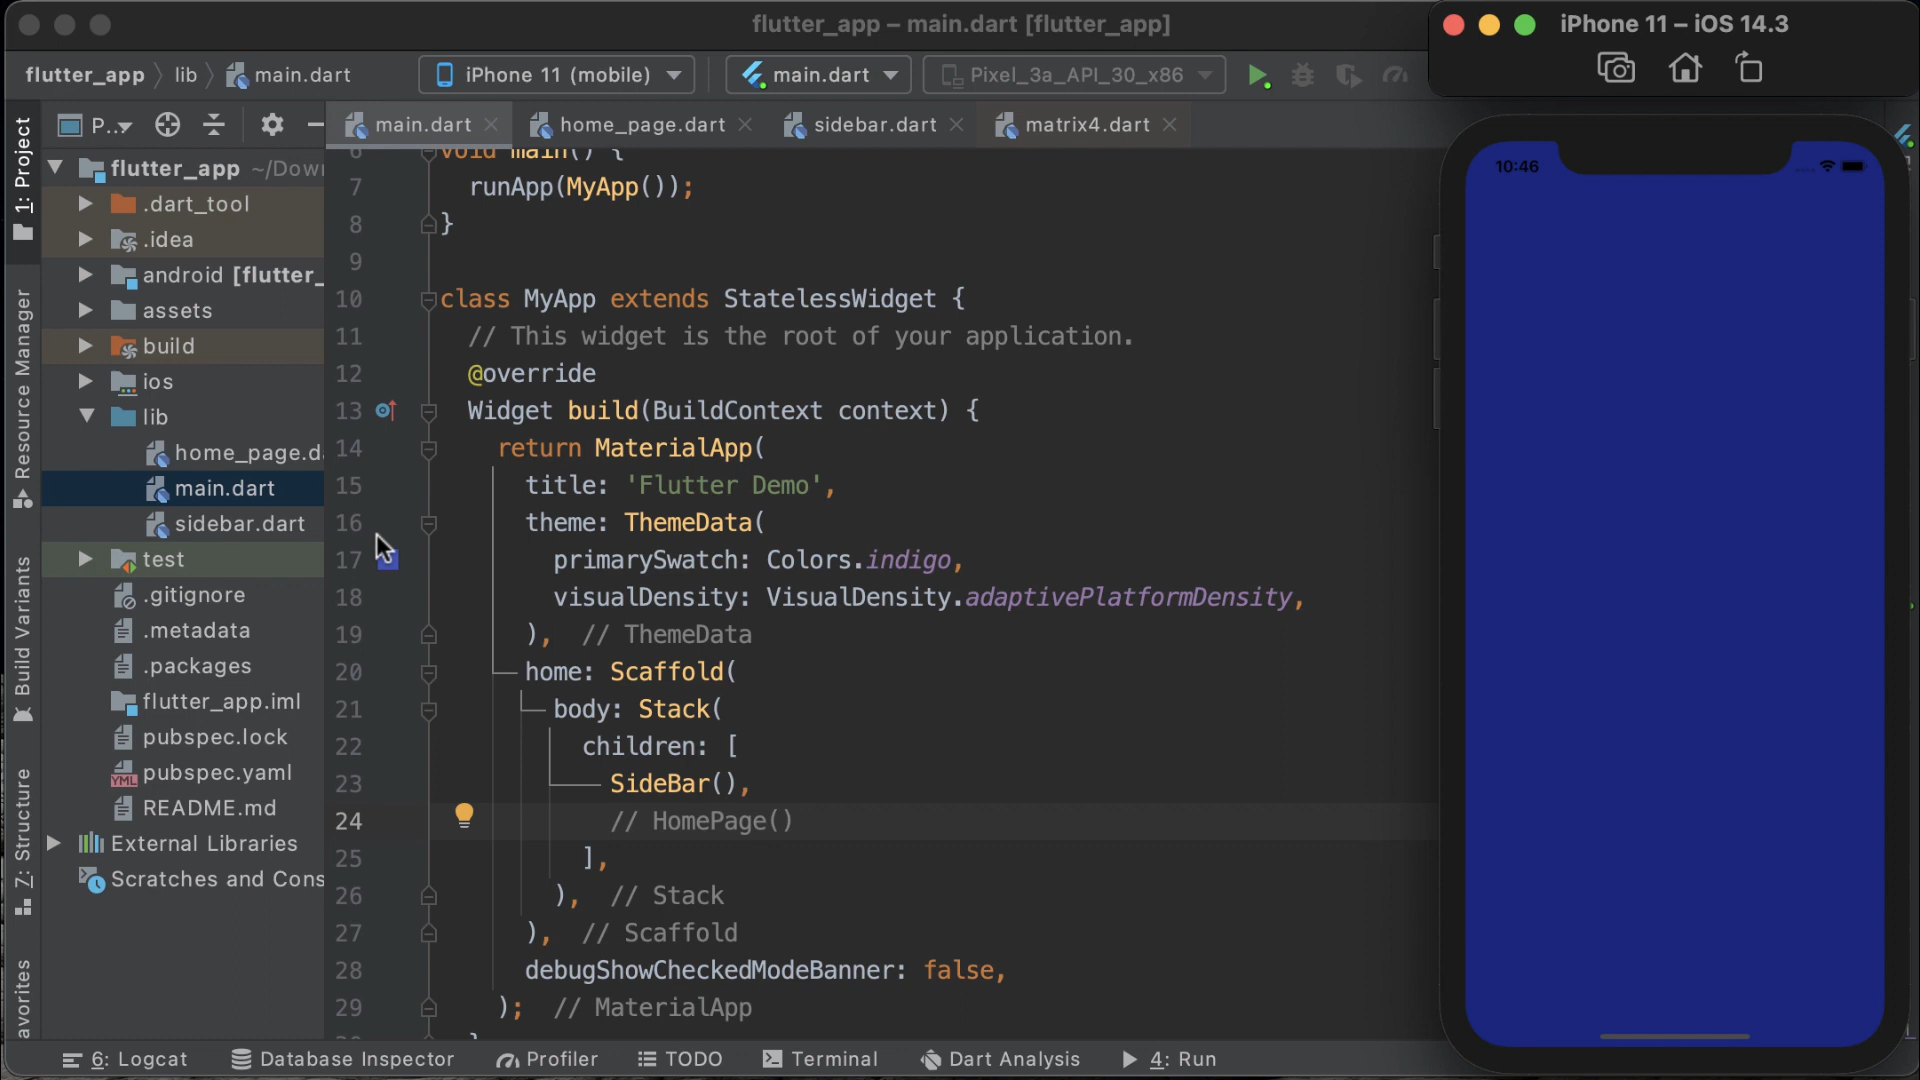 flutter_app – main.dart [flutter_app]
iPhone 11 – iOS 14.3
flutter_app
lib
main.dart
iPhone 11 (mobile)
main.dart
Pixel_3a_API_30_x86
P..
main.dart
home_page.dart
sidebar.dart
matrix4.dart
10:46
1: Project
Resource Manager
Build Variants
Z: Structure
avorites
flutter_app ~/Down
.dart_tool
.idea
android [flutter_
assets
build
ios
lib
home_page.da
main.dart
sidebar.dart
test
.gitignore
.metadata
.packages
flutter_app.iml
pubspec.lock
YML pubspec.yaml
README.md
External Libraries
Scratches and Cons
6 void main() {
7 runApp(MyApp());
8 }
9
10 class MyApp extends StatelessWidget {
11 // This widget is the root of your application.
12 @override
13 Widget build(BuildContext context) {
14 return MaterialApp(
15 title: 'Flutter Demo',
16 theme: ThemeData(
17 primarySwatch: Colors.indigo,
18 visualDensity: VisualDensity.adaptivePlatformDensity,
19 ), // ThemeData
20 home: Scaffold(
21 body: Stack(
22 children: [
23 SideBar(),
24 // HomePage()
25 ],
26 ), // Stack
27 ), // Scaffold
28 debugShowCheckedModeBanner: false,
29 ); // MaterialApp
6: Logcat
Database Inspector
Profiler
TODO
Terminal
Dart Analysis
4: Run